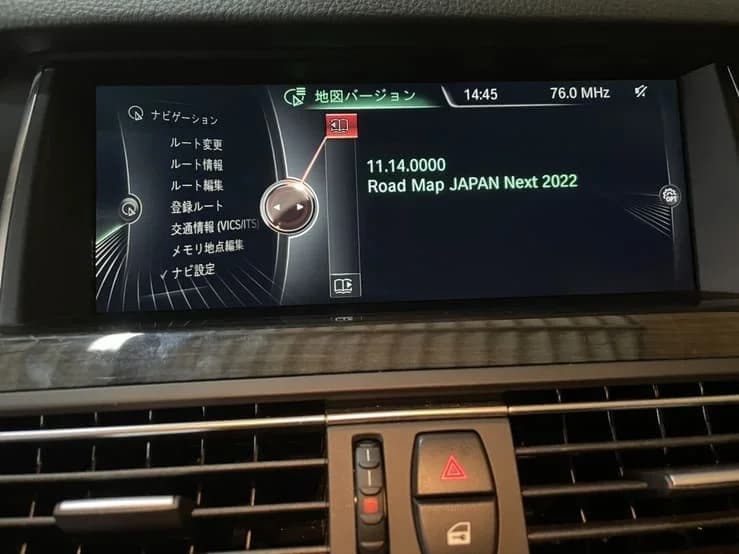 地図バージョン 14:45 76.0 MHz
ナビゲーション
ルート変更
ルート情報
ルート編集
登録ルート
交通情報 (VICS/ITS)
メモリ地点編集
✓ナビ設定
11.14.0000
Road Map JAPAN Next 2022
OPT